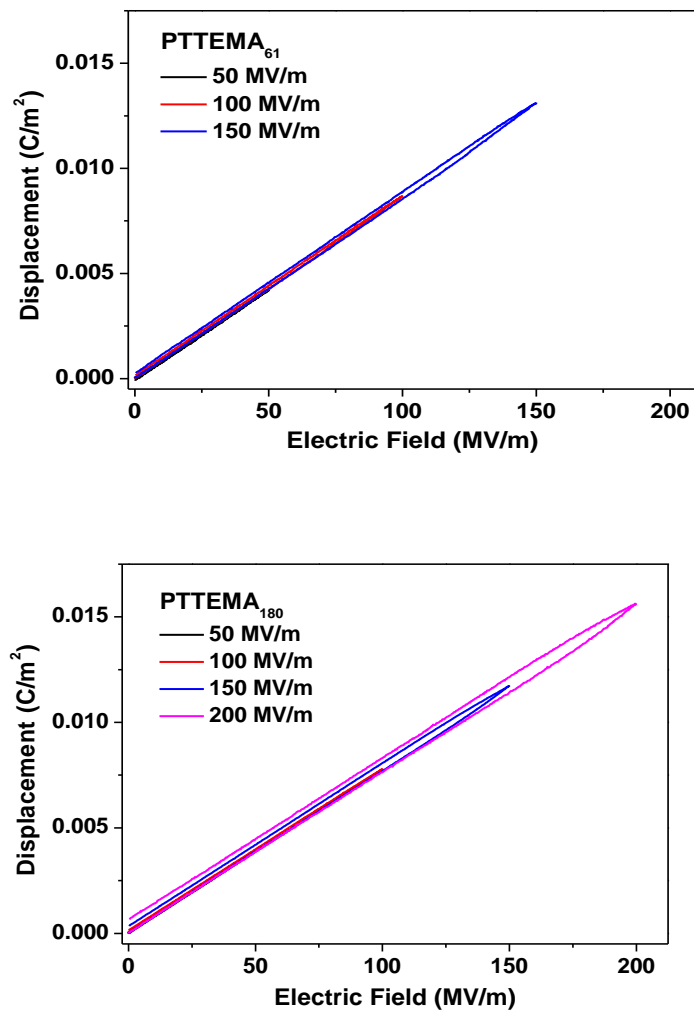 PTTEMA₆₁
50 MV/m
100 MV/m
150 MV/m
0.015
0.010
0.005
0.000
Displacement (C/m²)
0 50 100 150 200
Electric Field (MV/m)
PTTEMA₁₈₀
50 MV/m
100 MV/m
150 MV/m
200 MV/m
0.015
0.010
0.005
0.000
Displacement (C/m²)
0 50 100 150 200
Electric Field (MV/m)